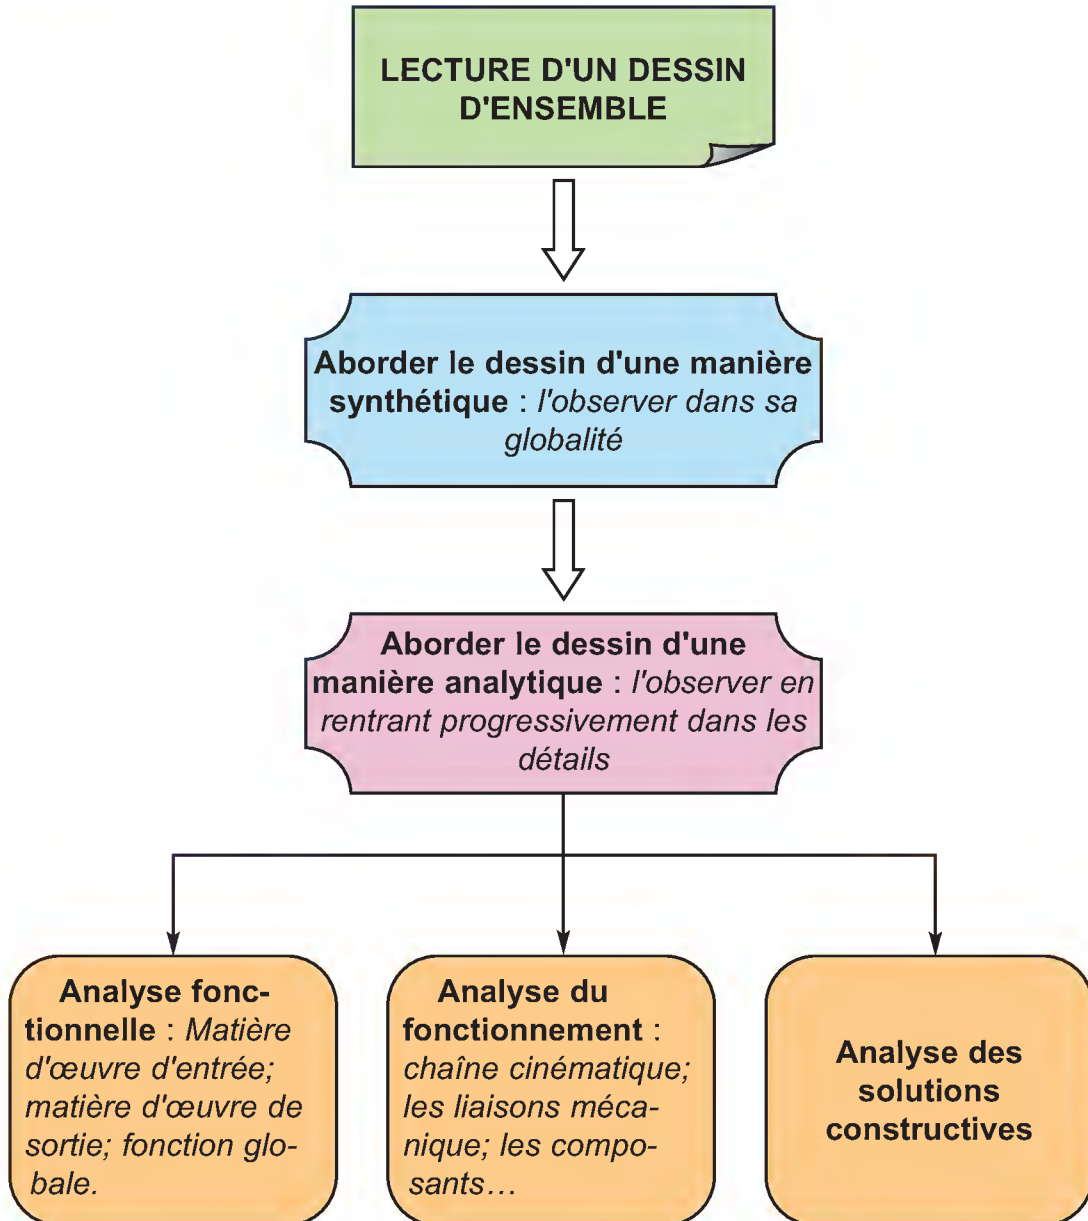 LECTURE D'UN DESSIN
D'ENSEMBLE
Aborder le dessin d'une manière
synthétique : l'observer dans sa
globalité
Aborder le dessin d'une
manière analytique : l'observer en
rentrant progressivement dans les
détails
Analyse fonc-
tionnelle : Matière
d'œuvre d'entrée;
matière d'œuvre de
sortie; fonction glo-
bale.
Analyse du
fonctionnement :
chaîne cinématique;
les liaisons méca-
nique; les compo-
sants…
Analyse des
solutions
constructives